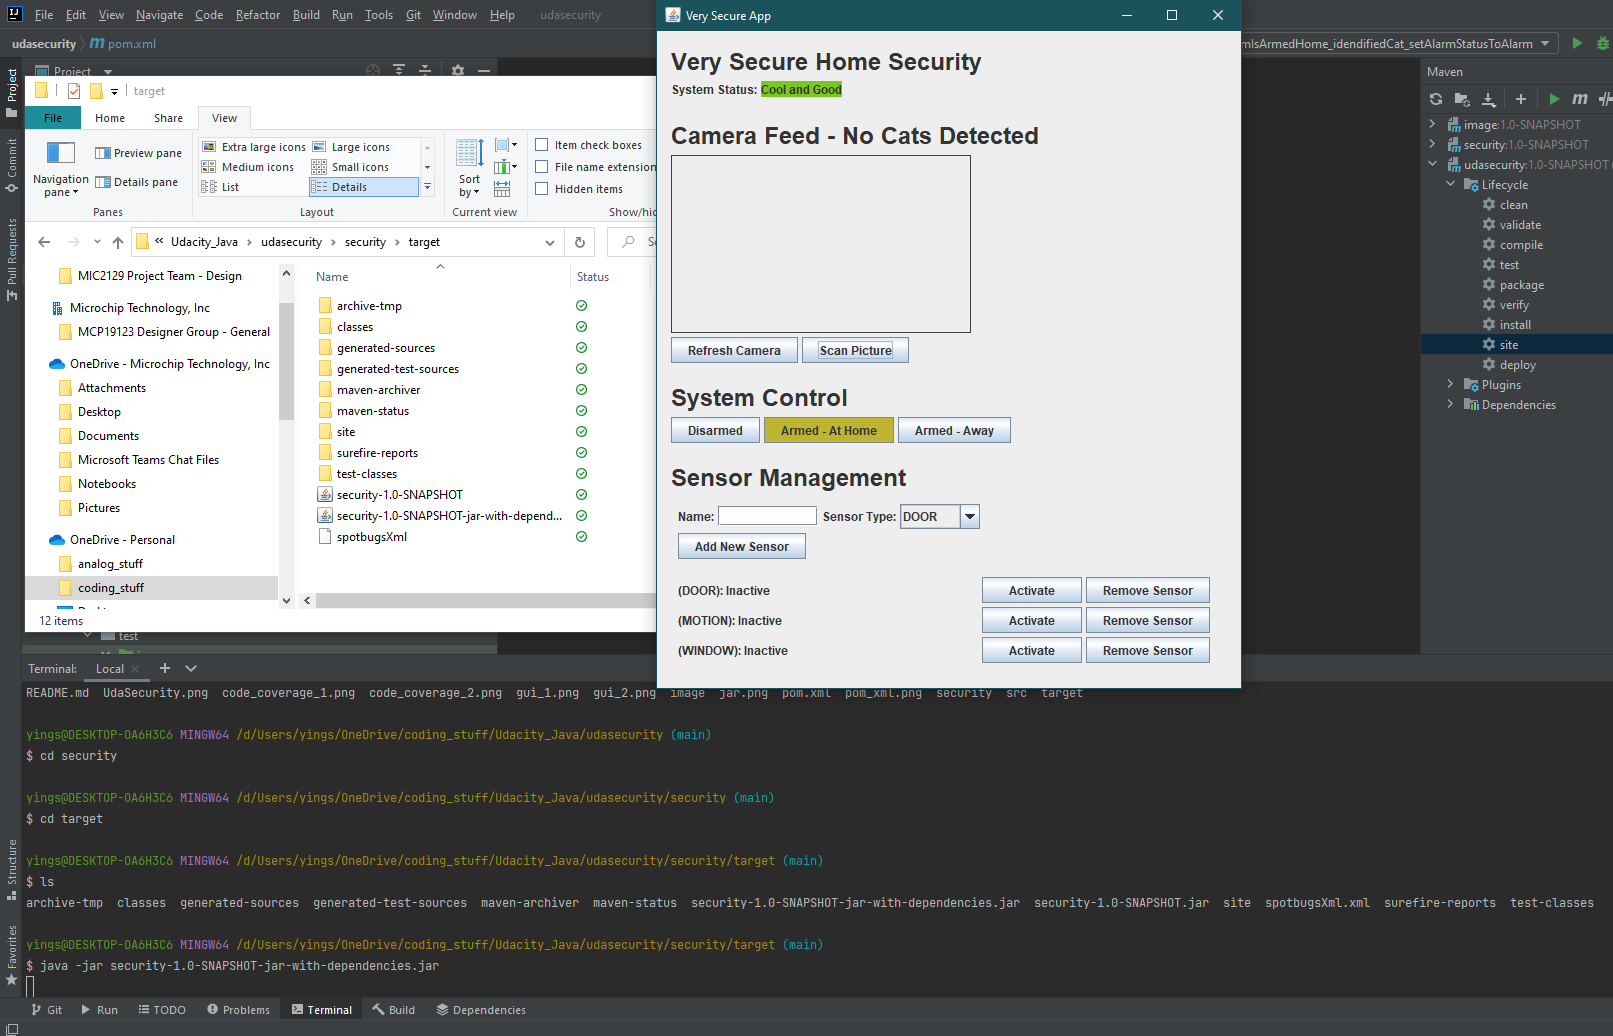 File Edit View Navigate Code Refactor Build Run Tools Git Window Help udasecurity
Very Secure App
udasecurity pom.xml
mIsArmedHome_idendifiedCat_setAlarmStatusToAlarm
Project
Project
Commit
Pull Requests
Structure
Favorites
target
File Home Share View
Navigation pane
Preview pane
Details pane
Panes
Extra large icons Large icons
Medium icons Small icons
List Details
Layout
Sort by
Current view
Item check boxes
File name extension
Hidden items
Show/hid
« Udacity_Java udasecurity security target
Se
MIC2129 Project Team - Design
Microchip Technology, Inc
MCP19123 Designer Group - General
OneDrive - Microchip Technology, Inc
Attachments
Desktop
Documents
Microsoft Teams Chat Files
Notebooks
Pictures
OneDrive - Personal
analog_stuff
coding_stuff
Name Status
archive-tmp
classes
generated-sources
generated-test-sources
maven-archiver
maven-status
site
surefire-reports
test-classes
security-1.0-SNAPSHOT
security-1.0-SNAPSHOT-jar-with-depend...
spotbugsXml
12 items
test
Very Secure Home Security
System Status: Cool and Good
Camera Feed - No Cats Detected
Refresh Camera Scan Picture
System Control
Disarmed Armed - At Home Armed - Away
Sensor Management
Name: Sensor Type: DOOR
Add New Sensor
(DOOR): Inactive Activate Remove Sensor
(MOTION): Inactive Activate Remove Sensor
(WINDOW): Inactive Activate Remove Sensor
Maven
image:1.0-SNAPSHOT
security:1.0-SNAPSHOT
udasecurity:1.0-SNAPSHOT
Lifecycle
clean
validate
compile
test
package
verify
install
site
deploy
Plugins
Dependencies
Terminal: Local
README.md UdaSecurity.png code_coverage_1.png code_coverage_2.png gui_1.png gui_2.png image jar.png pom.xml pom_xml.png security src target
yings@DESKTOP-OA6H3C6 MINGW64 /d/Users/yings/OneDrive/coding_stuff/Udacity_Java/udasecurity (main)
$ cd security
yings@DESKTOP-OA6H3C6 MINGW64 /d/Users/yings/OneDrive/coding_stuff/Udacity_Java/udasecurity/security (main)
$ cd target
yings@DESKTOP-OA6H3C6 MINGW64 /d/Users/yings/OneDrive/coding_stuff/Udacity_Java/udasecurity/security/target (main)
$ ls
archive-tmp classes generated-sources generated-test-sources maven-archiver maven-status security-1.0-SNAPSHOT-jar-with-dependencies.jar security-1.0-SNAPSHOT.jar site spotbugsXml.xml surefire-reports test-classes
yings@DESKTOP-OA6H3C6 MINGW64 /d/Users/yings/OneDrive/coding_stuff/Udacity_Java/udasecurity/security/target (main)
$ java -jar security-1.0-SNAPSHOT-jar-with-dependencies.jar
Git Run TODO Problems Terminal Build Dependencies